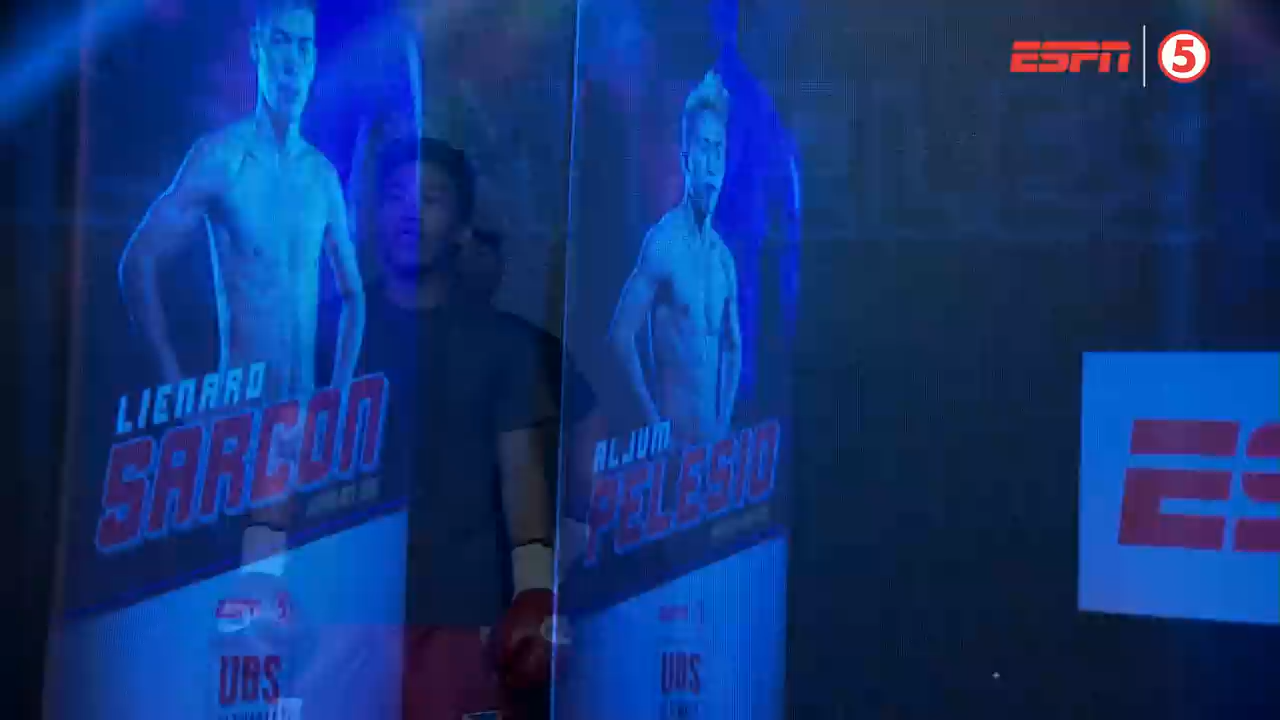 ESPN 5
LIENARD
SARCON
ALJUM
PELESIO
UBS
UBS
ES